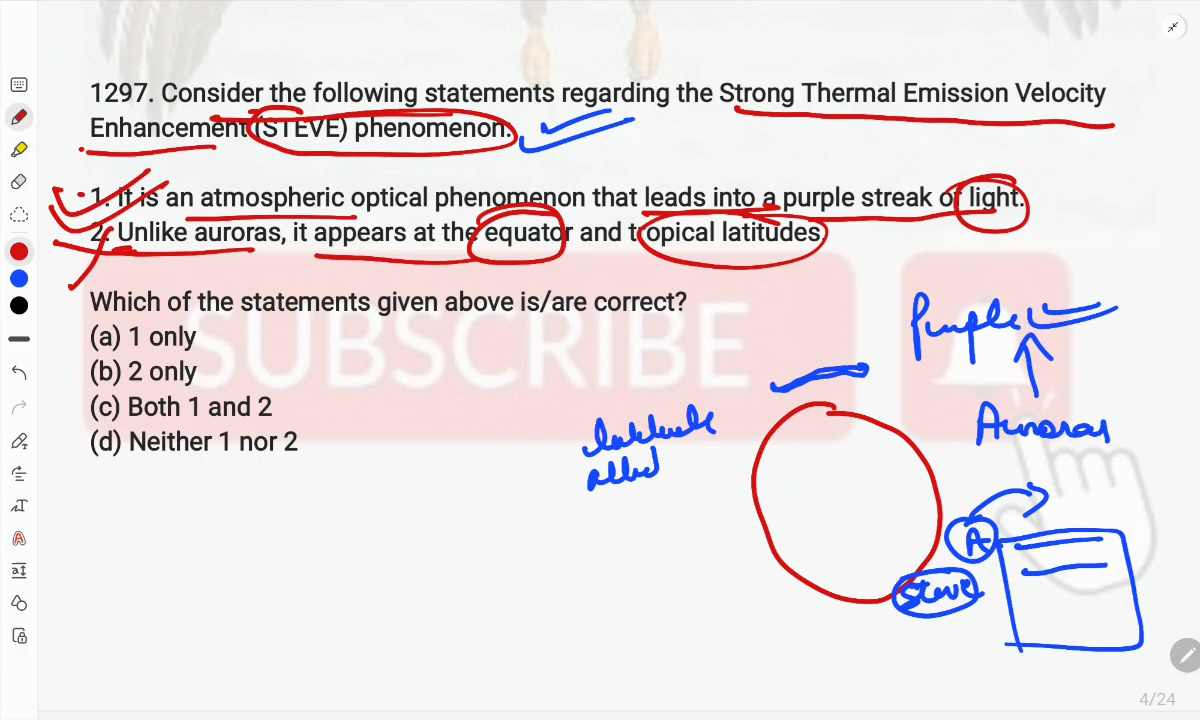 1297. Consider the following statements regarding the Strong Thermal Emission Velocity
Enhancement (STEVE) phenomenon.
1. It is an atmospheric optical phenomenon that leads into a purple streak of light.
2. Unlike auroras, it appears at the equator and tropical latitudes.
Which of the statements given above is/are correct?
(a) 1 only
(b) 2 only
(c) Both 1 and 2
(d) Neither 1 nor 2
SUBSCRIBE
Purple
Auroras
A
Steve
4/24